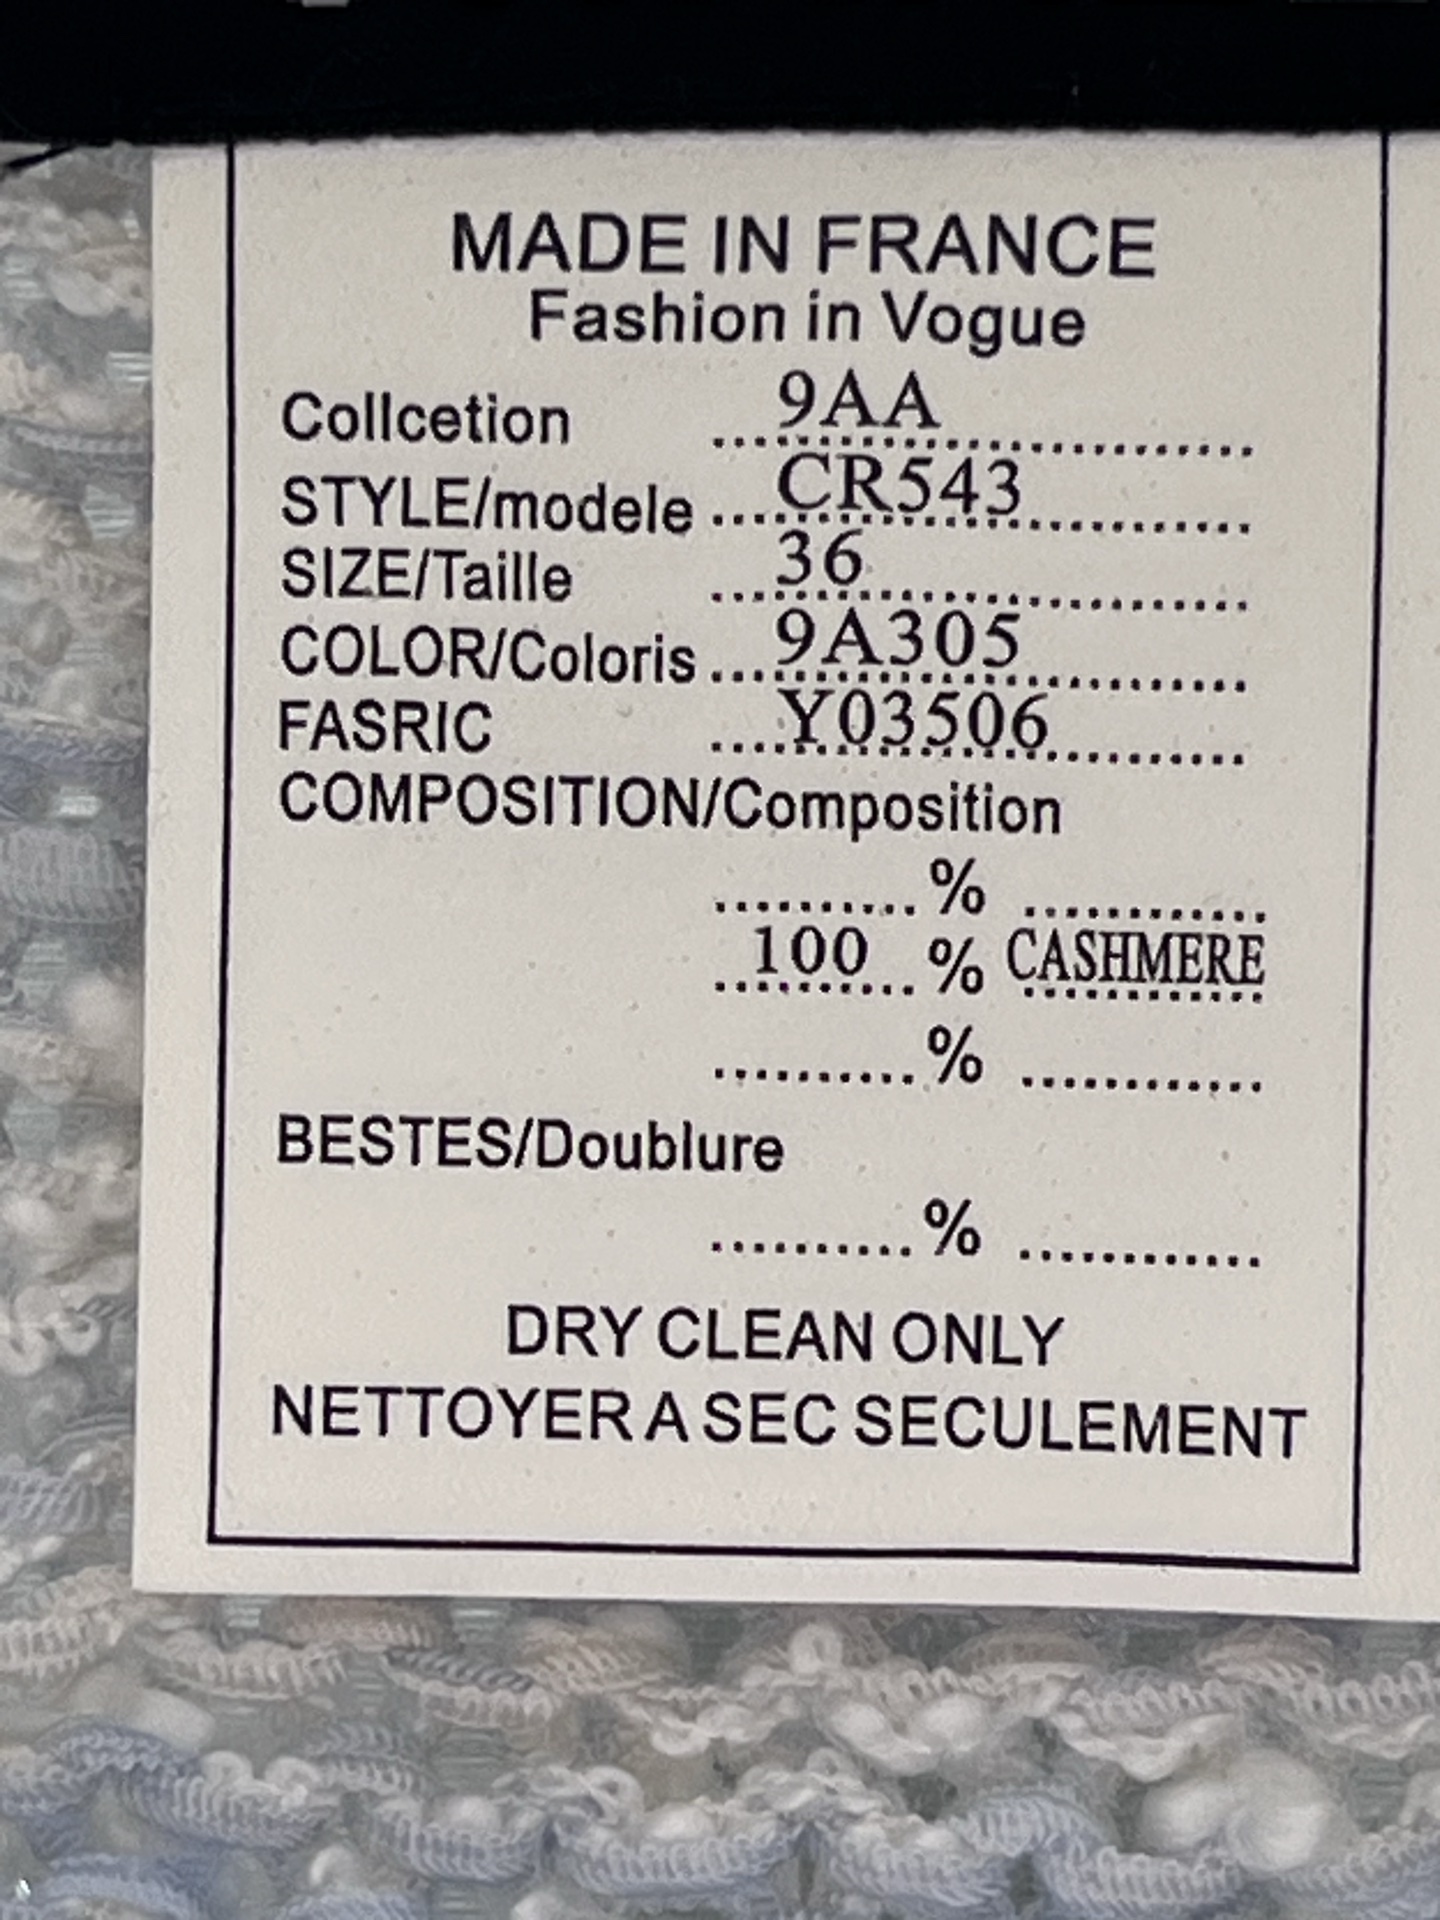 MADE IN FRANCE
Fashion in Vogue
Collcetion 9AA
STYLE/modele CR543
SIZE/Taille 36
COLOR/Coloris 9A305
FASRIC Y03506
COMPOSITION/Composition
..........% ............
100 % CASHMERE
..........% ............
BESTES/Doublure
..........% ............
DRY CLEAN ONLY
NETTOYER A SEC SECULEMENT